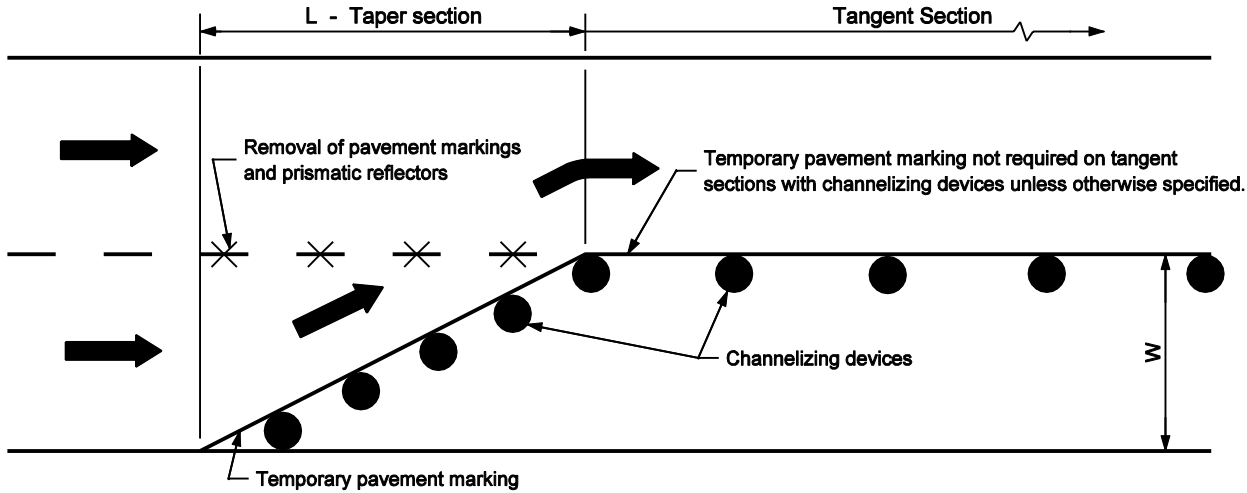 L - Taper section
Tangent Section
Removal of pavement markings
and prismatic reflectors
Temporary pavement marking not required on tangent
sections with channelizing devices unless otherwise specified.
Channelizing devices
W
Temporary pavement marking